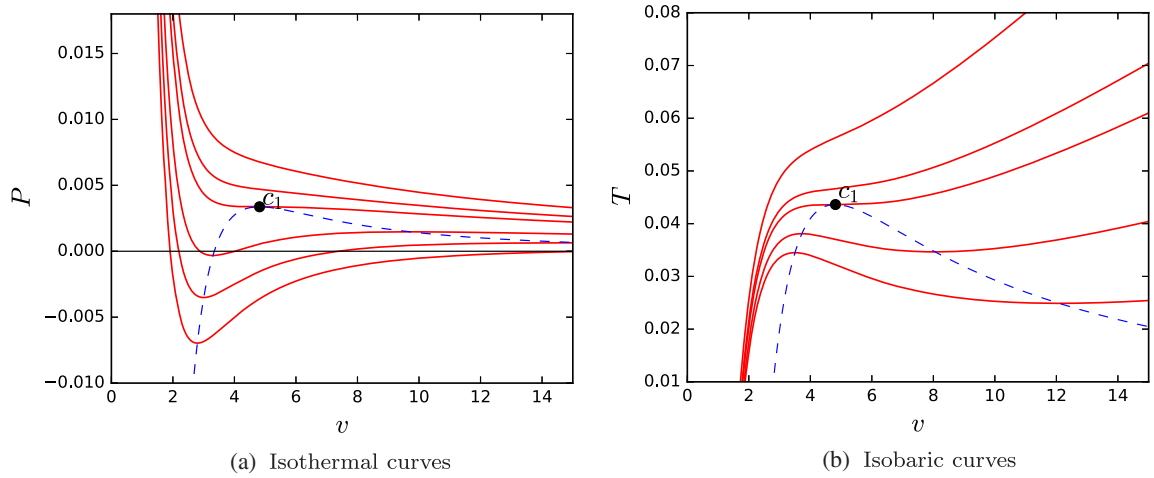 0.015
0.010
0.005
0.000
−0.005
−0.010
P
c₁
0 2 4 6 8 10 12 14
v
(a) Isothermal curves
0.08
0.07
0.06
0.05
0.04
0.03
0.02
0.01
T
c₁
0 2 4 6 8 10 12 14
v
(b) Isobaric curves